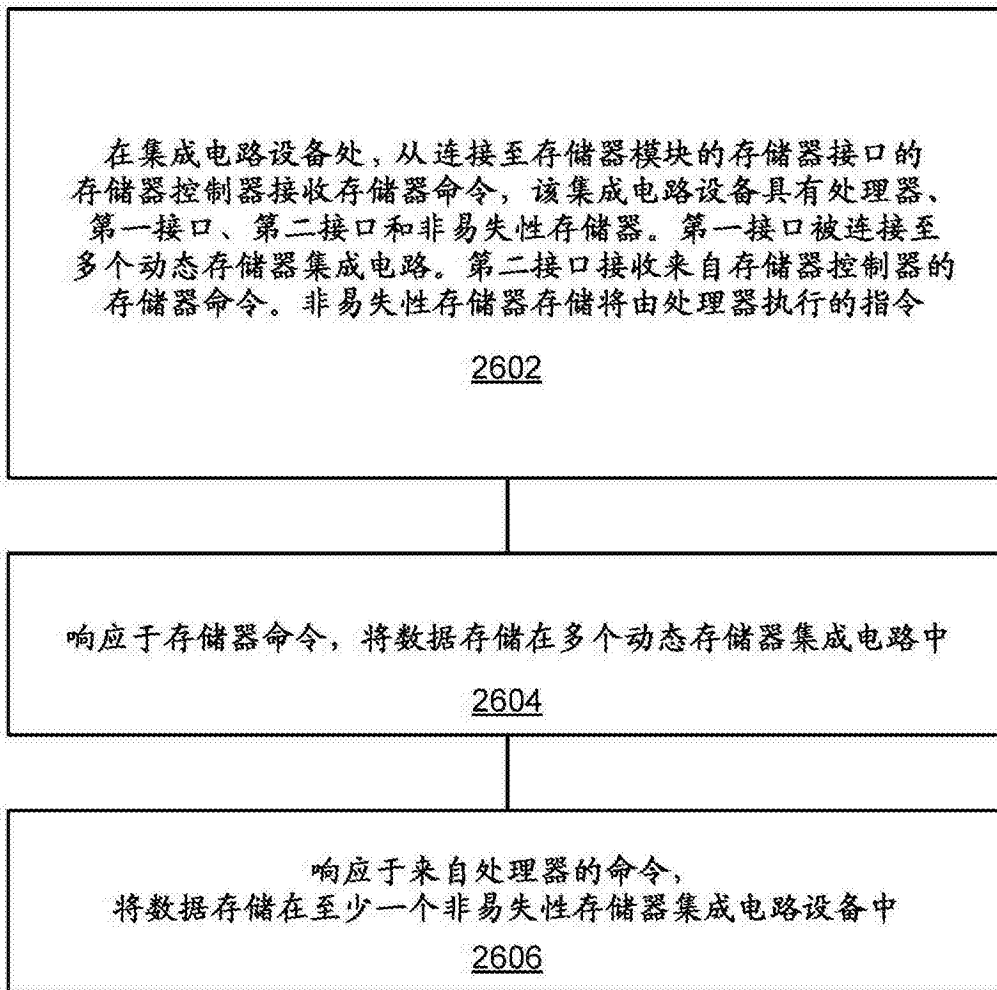 在集成电路设备处，从连接至存储器模块的存储器接口的
存储器控制器接收存储器命令，该集成电路设备具有处理器、
第一接口、第二接口和非易失性存储器。第一接口被连接至
多个动态存储器集成电路。第二接口接收来自存储器控制器的
存储器命令。非易失性存储器存储将由处理器执行的指令
2602
响应于存储器命令，将数据存储在多个动态存储器集成电路中
2604
响应于来自处理器的命令，
将数据存储在至少一个非易失性存储器集成电路设备中
2606